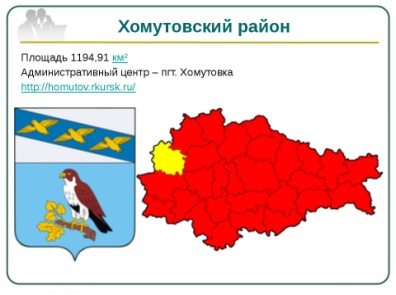 Хомутовский район
Площадь 1194,91 км²
Административный центр – пгт. Хомутовка
http://homutov.rkursk.ru/